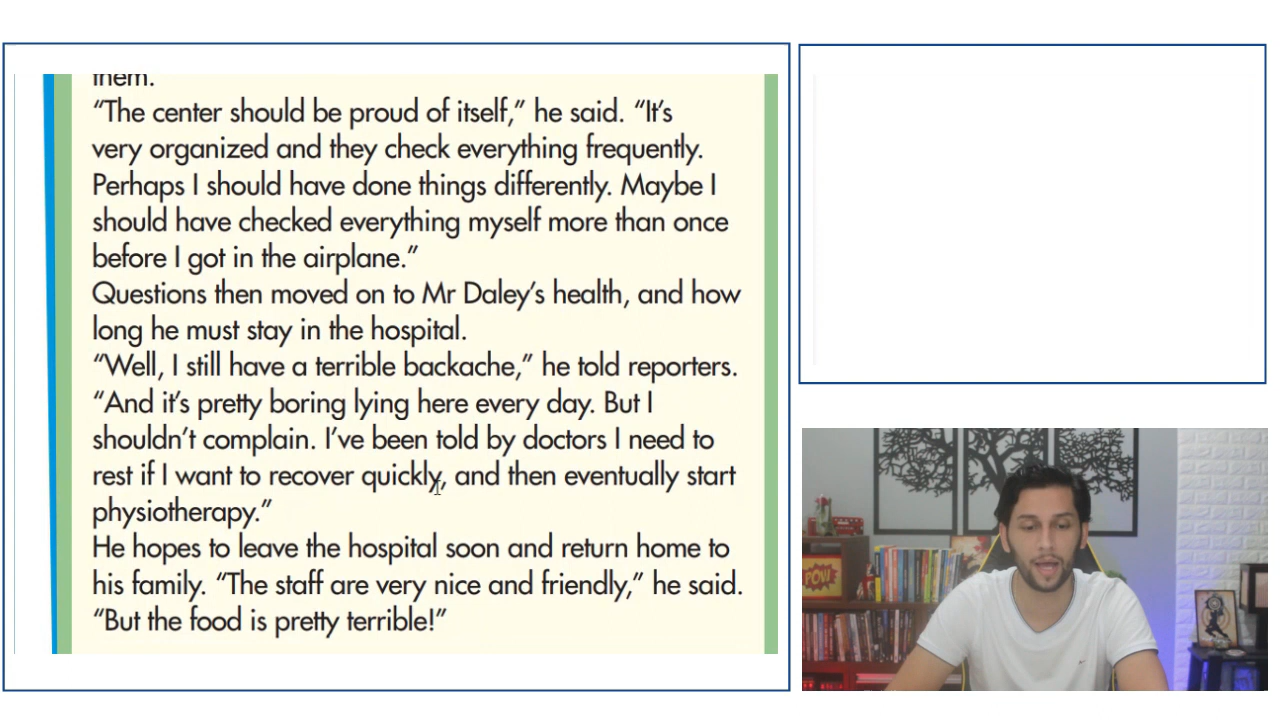 them.
“The center should be proud of itself,” he said. “It’s
very organized and they check everything frequently.
Perhaps I should have done things differently. Maybe I
should have checked everything myself more than once
before I got in the airplane.”
Questions then moved on to Mr Daley’s health, and how
long he must stay in the hospital.
“Well, I still have a terrible backache,” he told reporters.
“And it’s pretty boring lying here every day. But I
shouldn’t complain. I’ve been told by doctors I need to
rest if I want to recover quickly, and then eventually start
physiotherapy.”
He hopes to leave the hospital soon and return home to
his family. “The staff are very nice and friendly,” he said.
“But the food is pretty terrible!”
POW